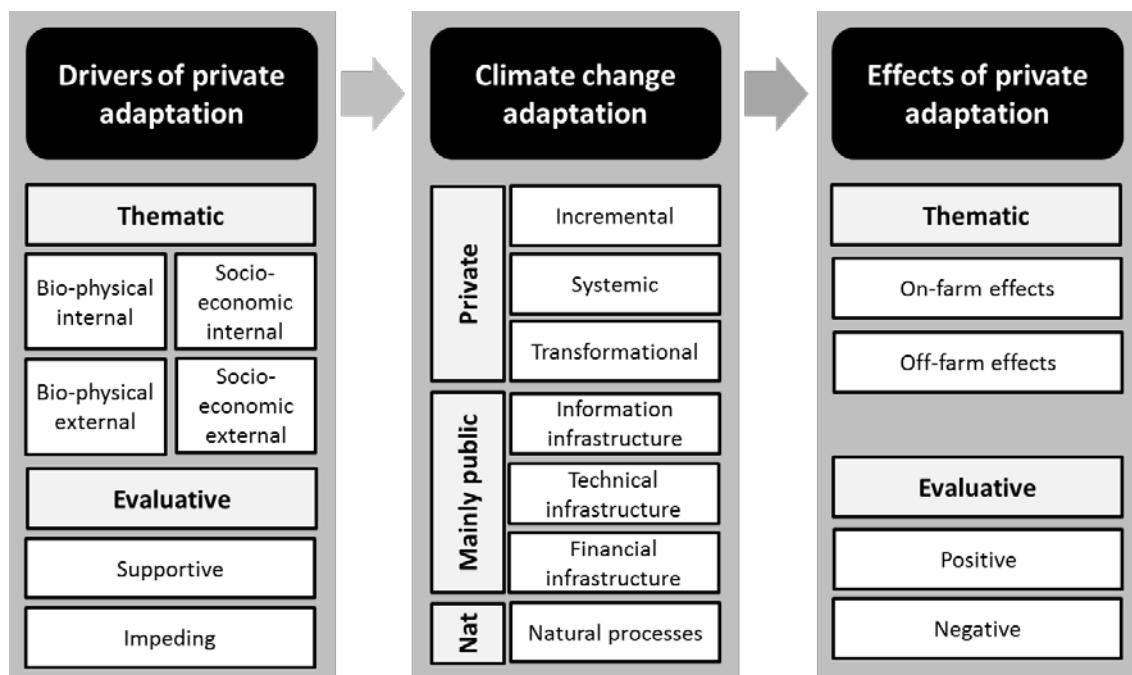 Drivers of private
adaptation
Thematic
Bio-physical
internal
Socio-
economic
internal
Bio-physical
external
Socio-
economic
external
Evaluative
Supportive
Impeding
Climate change
adaptation
Private
Incremental
Systemic
Transformational
Mainly public
Information
infrastructure
Technical
infrastructure
Financial
infrastructure
Nat
Natural processes
Effects of private
adaptation
Thematic
On-farm effects
Off-farm effects
Evaluative
Positive
Negative